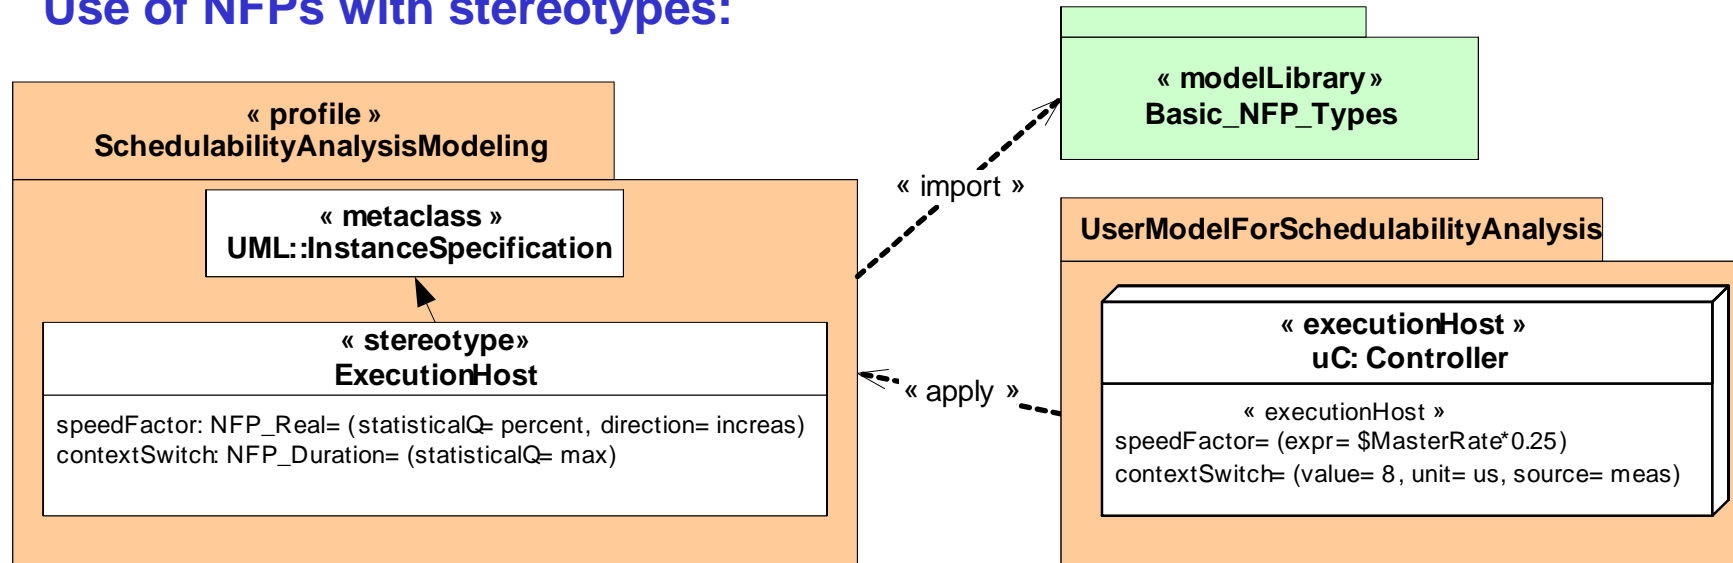 Use of NFPs with stereotypes:
« modelLibrary»
Basic_NFP_Types
« profile »
SchedulabilityAnalysisModeling
« import »
« metaclass »
UML::InstanceSpecification
UserModelForSchedulabilityAnalysis
« stereotype»
ExecutionHost
speedFactor: NFP_Real= (statisticalQ= percent, direction= increas)
contextSwitch: NFP_Duration= (statisticalQ= max)
« apply »
« executionHost »
uC: Controller
« executionHost »
speedFactor= (expr= $MasterRate*0.25)
contextSwitch= (value= 8, unit= us, source= meas)